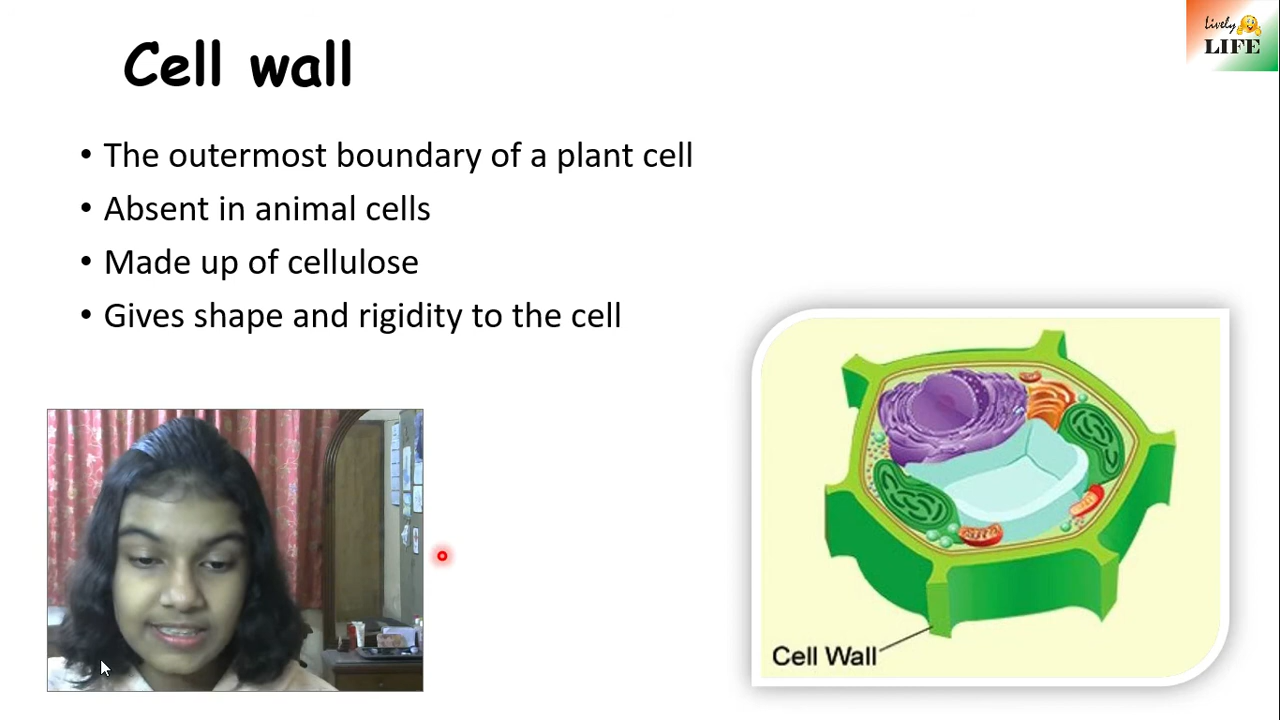 Cell wall
Lively
LIFE
• The outermost boundary of a plant cell
• Absent in animal cells
• Made up of cellulose
• Gives shape and rigidity to the cell
Cell Wall